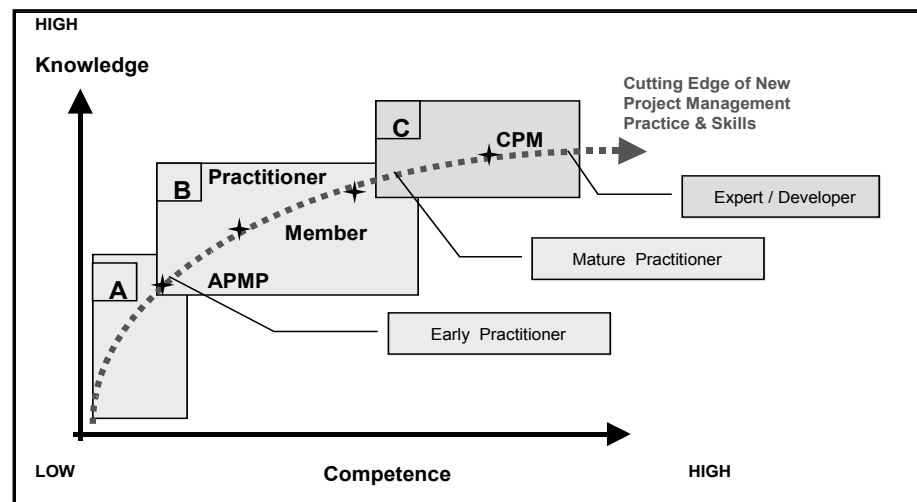 HIGH
Knowledge
Cutting Edge of New
Project Management
Practice & Skills
C
CPM
B
Practitioner
Expert / Developer
Member
Mature Practitioner
A
APMP
Early Practitioner
LOW
Competence
HIGH